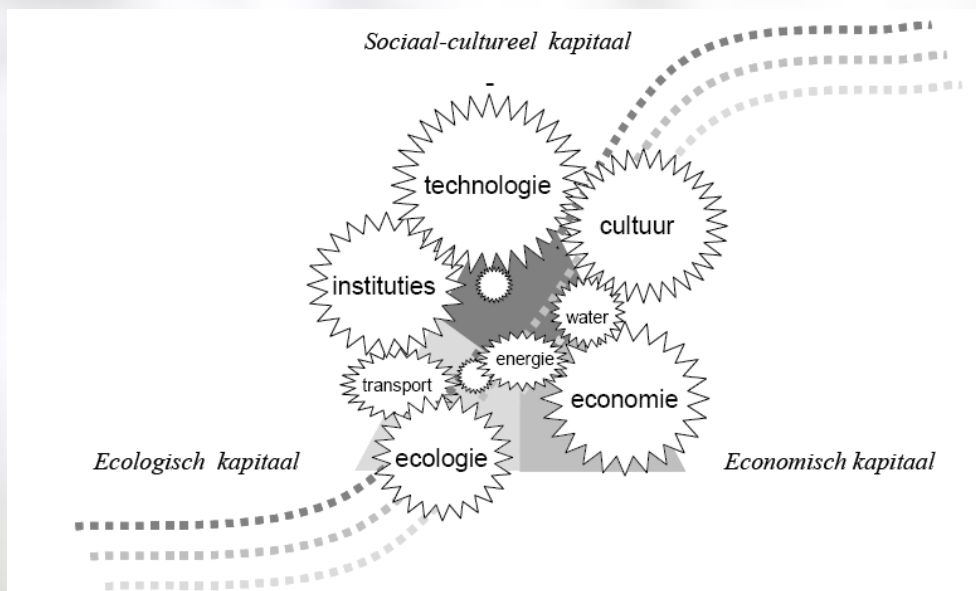 Sociaal-cultureel kapitaal
-
technologie
cultuur
instituties
water
energie
transport
economie
ecologie
Ecologisch kapitaal
Economisch kapitaal